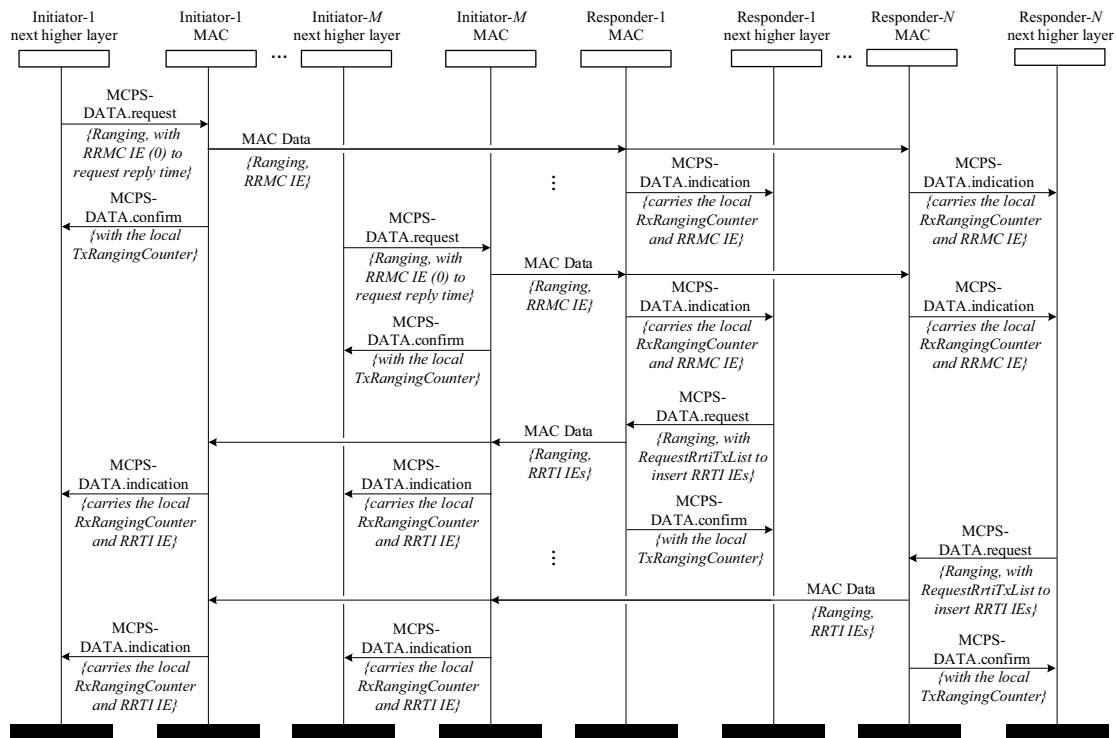 Initiator-1
next higher layer
Initiator-1
MAC
...
Initiator-M
next higher layer
Initiator-M
MAC
Responder-1
MAC
Responder-1
next higher layer
...
Responder-N
MAC
Responder-N
next higher layer
MCPS-
DATA.request
{Ranging, with
RRMC IE (0) to
request reply time}
MAC Data
{Ranging,
RRMC IE}
⋮
MCPS-
DATA.indication
{carries the local
RxRangingCounter
and RRMC IE}
MCPS-
DATA.indication
{carries the local
RxRangingCounter
and RRMC IE}
MCPS-
DATA.confirm
{with the local
TxRangingCounter}
MCPS-
DATA.request
{Ranging, with
RRMC IE (0) to
request reply time}
MAC Data
{Ranging,
RRMC IE}
MCPS-
DATA.indication
{carries the local
RxRangingCounter
and RRMC IE}
MCPS-
DATA.indication
{carries the local
RxRangingCounter
and RRMC IE}
MCPS-
DATA.confirm
{with the local
TxRangingCounter}
MCPS-
DATA.request
{Ranging, with
RequestRrtiTxList to
insert RRTI IEs}
MAC Data
{Ranging,
RRTI IEs}
MCPS-
DATA.indication
{carries the local
RxRangingCounter
and RRTI IE}
MCPS-
DATA.indication
{carries the local
RxRangingCounter
and RRTI IE}
MCPS-
DATA.confirm
{with the local
TxRangingCounter}
⋮
MCPS-
DATA.request
{Ranging, with
RequestRrtiTxList to
insert RRTI IEs}
MAC Data
{Ranging,
RRTI IEs}
MCPS-
DATA.indication
{carries the local
RxRangingCounter
and RRTI IE}
MCPS-
DATA.indication
{carries the local
RxRangingCounter
and RRTI IE}
MCPS-
DATA.confirm
{with the local
TxRangingCounter}